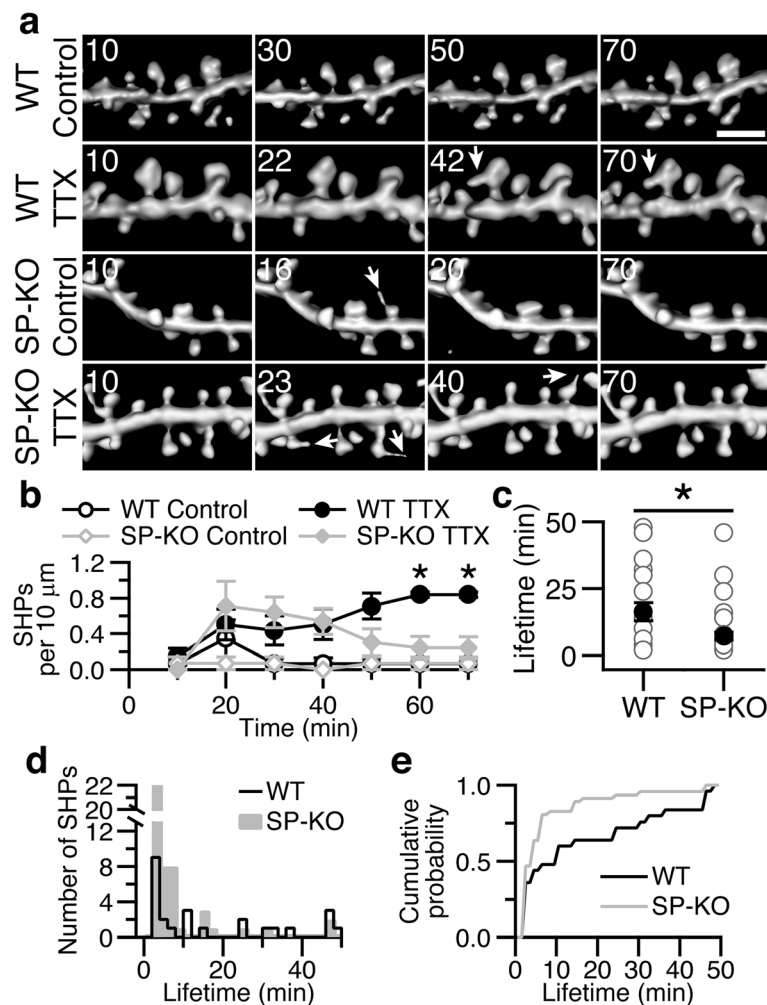 a
WT Control
10 30 50 70
WT TTX
10 22 42 70
SP-KO Control
10 16 20 70
SP-KO TTX
10 23 40 70
b
WT Control WT TTX
SP-KO Control SP-KO TTX
SHPs per 10 μm
1.2
0.8
0.4
0.0
0 20 40 60
Time (min)
* *
c
*
Lifetime (min)
50
25
0
WT SP-KO
d
Number of SHPs
22
20
8
4
0
WT
SP-KO
0 20 40
Lifetime (min)
e
Cumulative probability
1.0
0.5
0.0
WT
SP-KO
0 10 20 30 40 50
Lifetime (min)